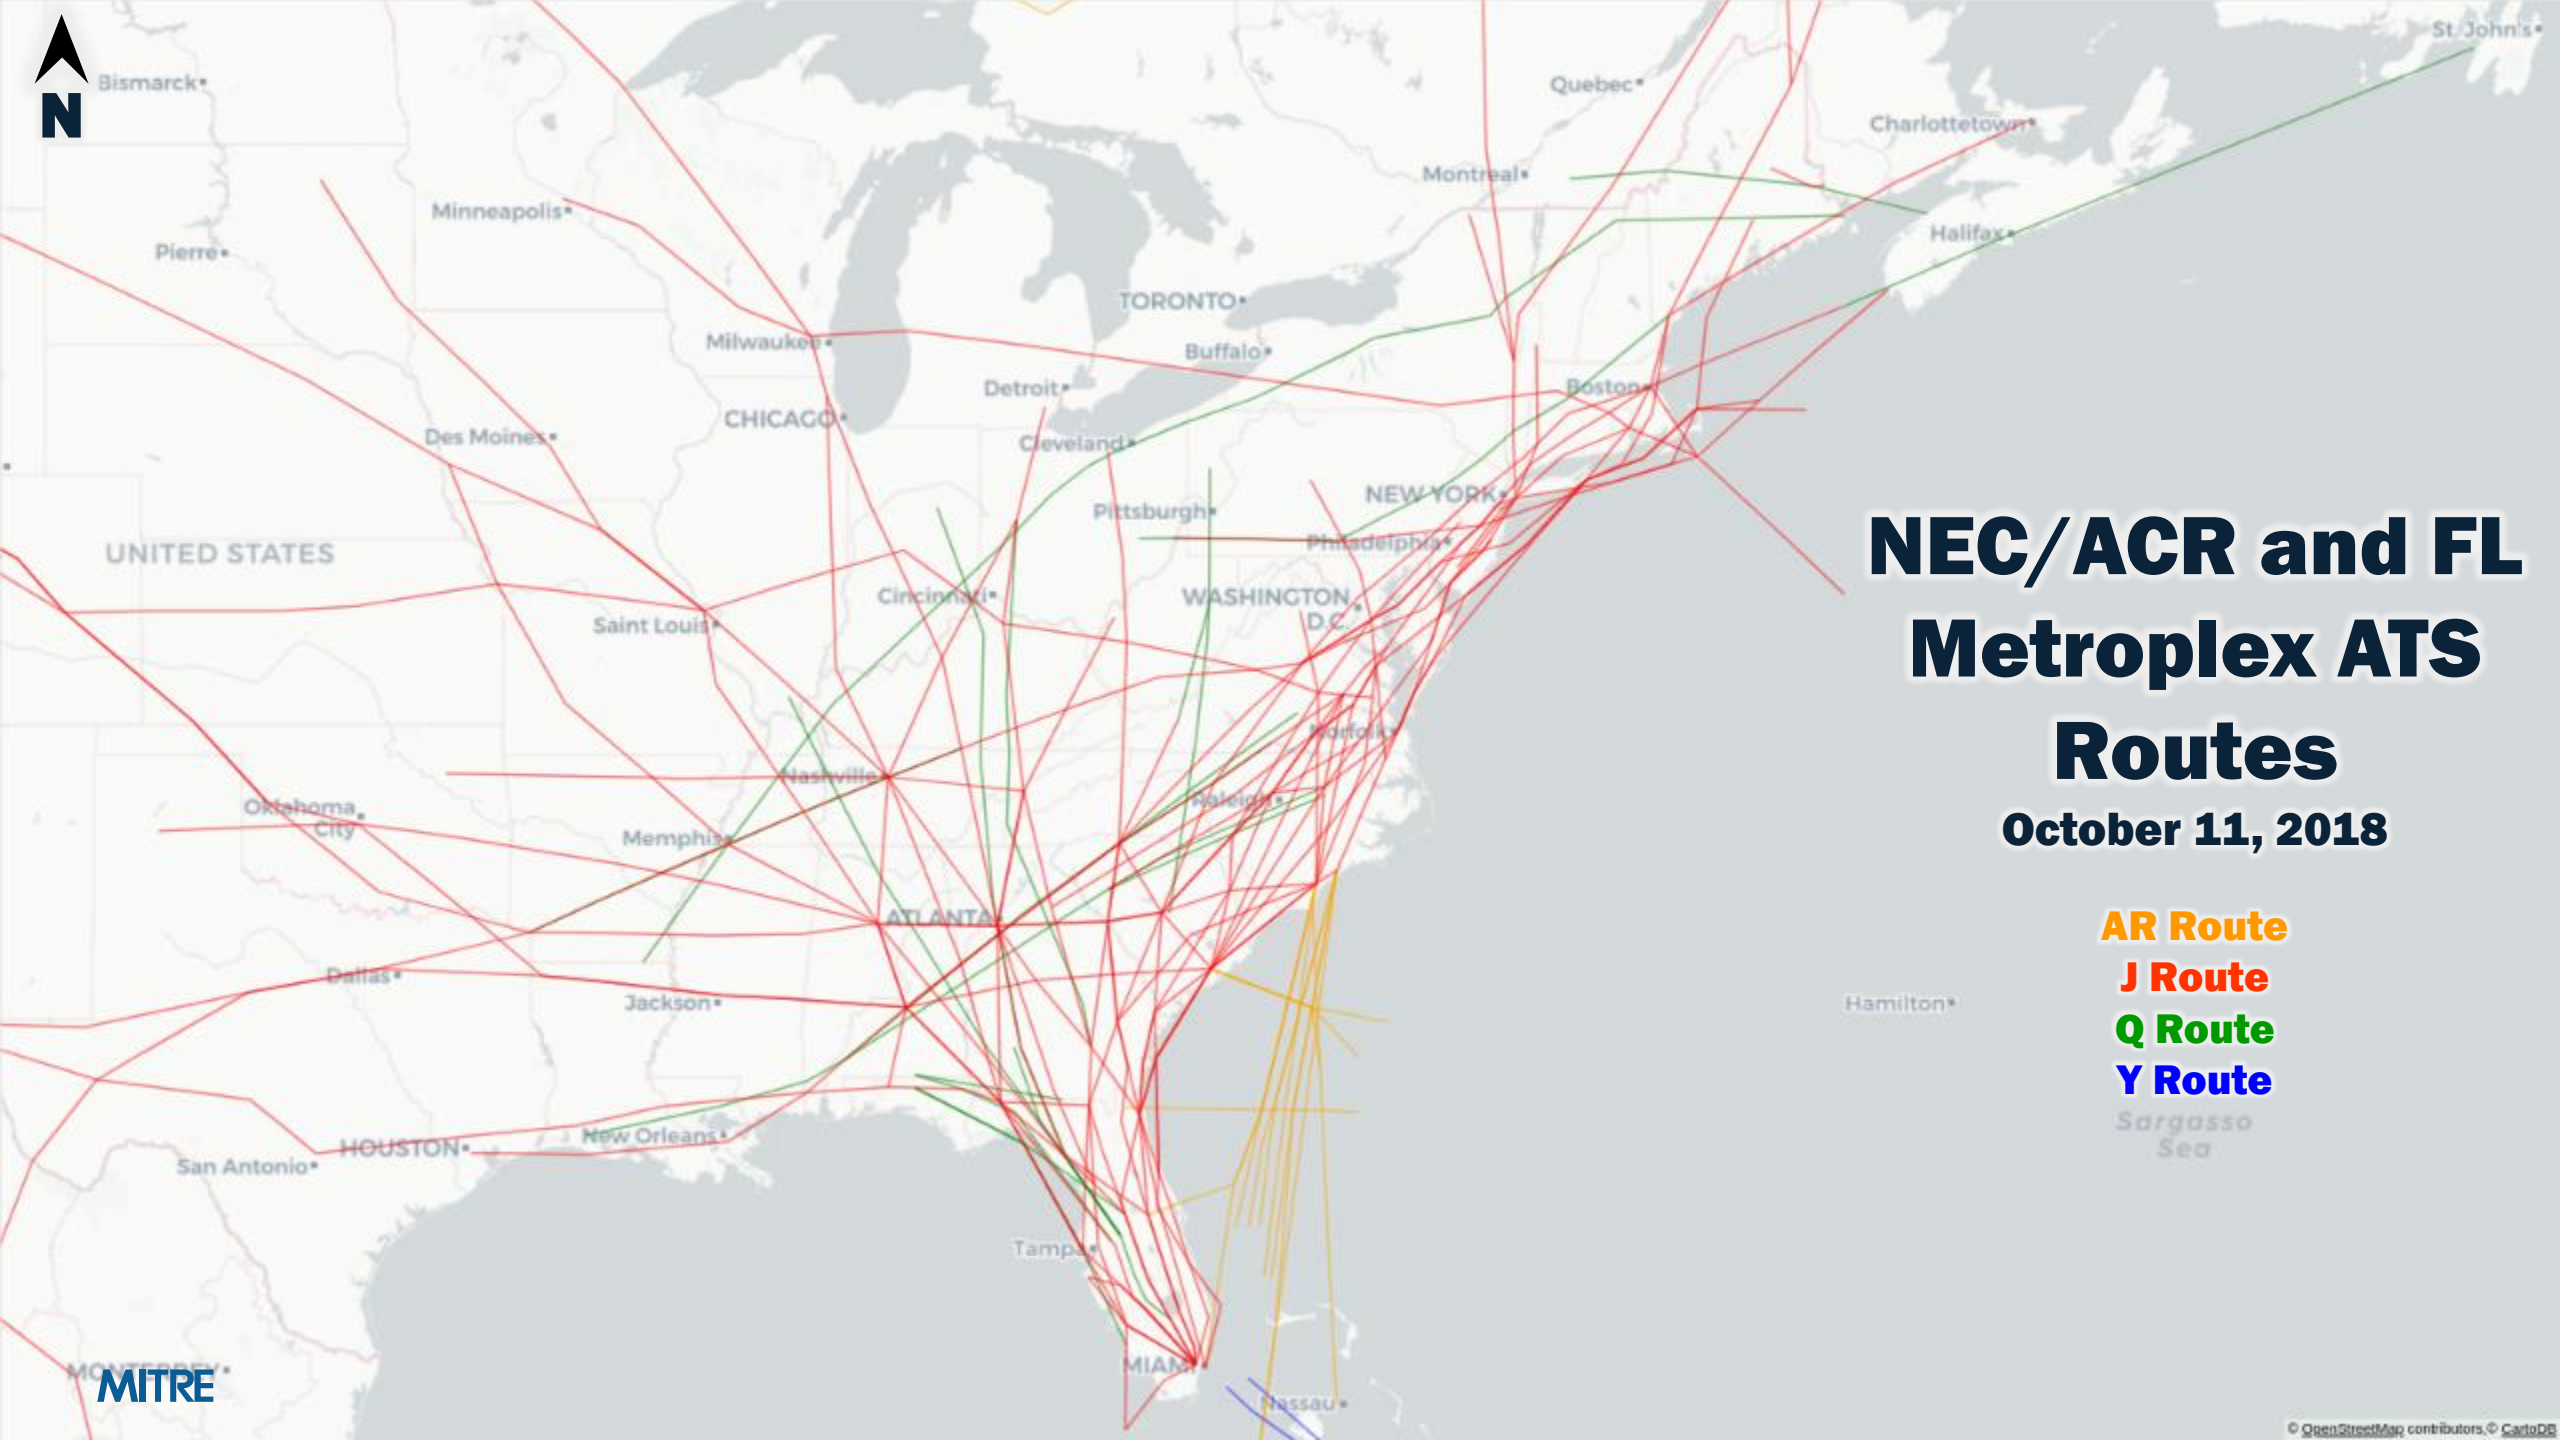 St. John's
Bismarck
N
Quebec
Charlottetown
Montreal
Minneapolis
Halifax
Pierre
TORONTO
Milwaukee
Buffalo
Detroit
Boston
CHICAGO
Des Moines
Cleveland
NEW YORK
Pittsburgh
Philadelphia
UNITED STATES
NEC/ACR and FL
Metroplex ATS
Routes
October 11, 2018
Cincinnati
WASHINGTON
D.C.
Saint Louis
Norfolk
Nashville
Raleigh
Oklahoma
City
Memphis
ATLANTA
AR Route
J Route
Q Route
Y Route
Dallas
Jackson
Hamilton
Sargasso
Sea
New Orleans
HOUSTON
San Antonio
Tampa
MIAMI
MONTERREY
MITRE
Nassau
© OpenStreetMap contributors,© CartoDB